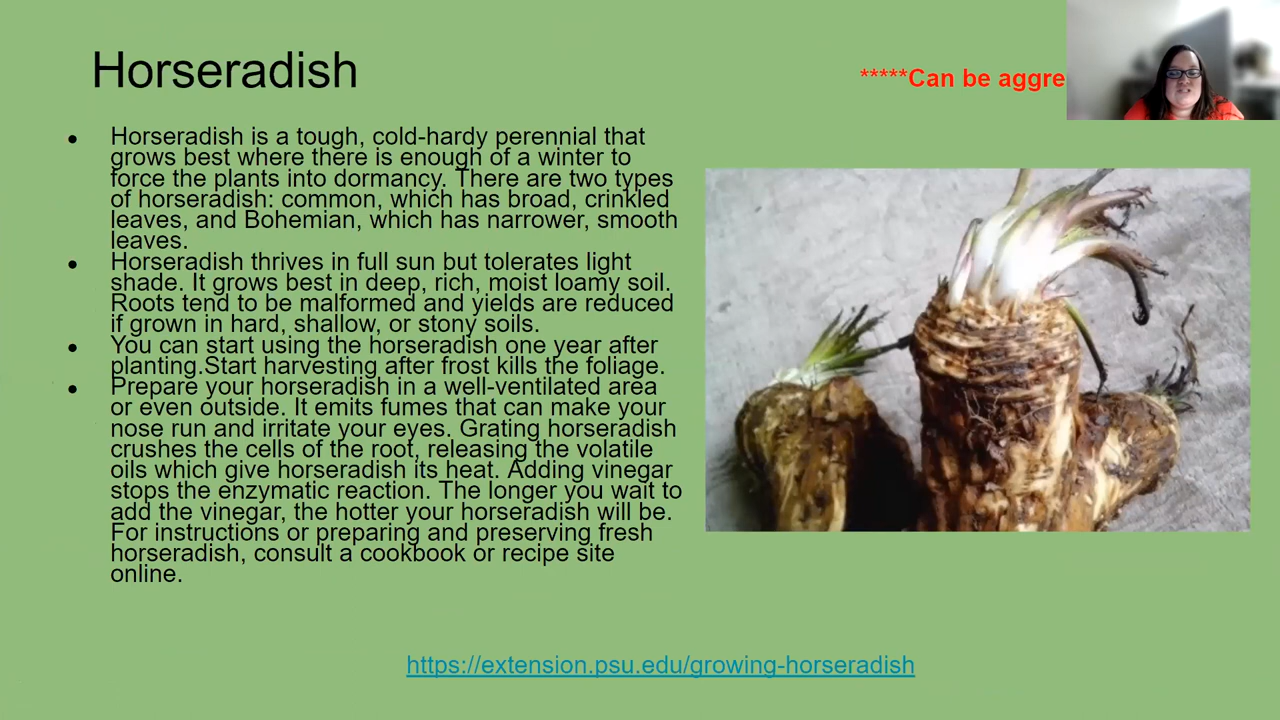 Horseradish
*****Can be
● Horseradish is a tough, cold-hardy perennial that
grows best where there is enough of a winter to
force the plants into dormancy. There are two types
of horseradish: common, which has broad, crinkled
leaves, and Bohemian, which has narrower, smooth
leaves.
● Horseradish thrives in full sun but tolerates light
shade. It grows best in deep, rich, moist loamy soil.
Roots tend to be malformed and yields are reduced
if grown in hard, shallow, or stony soils.
● You can start using the horseradish one year after
planting.Start harvesting after frost kills the foliage.
● Prepare your horseradish in a well-ventilated area
or even outside. It emits fumes that can make your
nose run and irritate your eyes. Grating horseradish
crushes the cells of the root, releasing the volatile
oils which give horseradish its heat. Adding vinegar
stops the enzymatic reaction. The longer you wait to
add the vinegar, the hotter your horseradish will be.
For instructions or preparing and preserving fresh
horseradish, consult a cookbook or recipe site
online.
https://extension.psu.edu/growing-horseradish